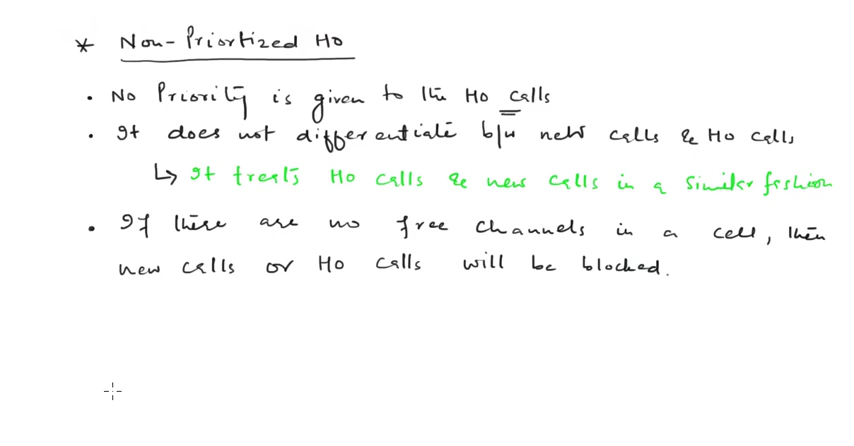 * Non-Priortized HO
. No Priority is given to the HO calls
. It does not differentiate b/w new calls & HO calls
↳ It treats HO calls & new calls in a similar fashion
. If there are no free channels in a cell, then
new calls or HO calls will be blocked.